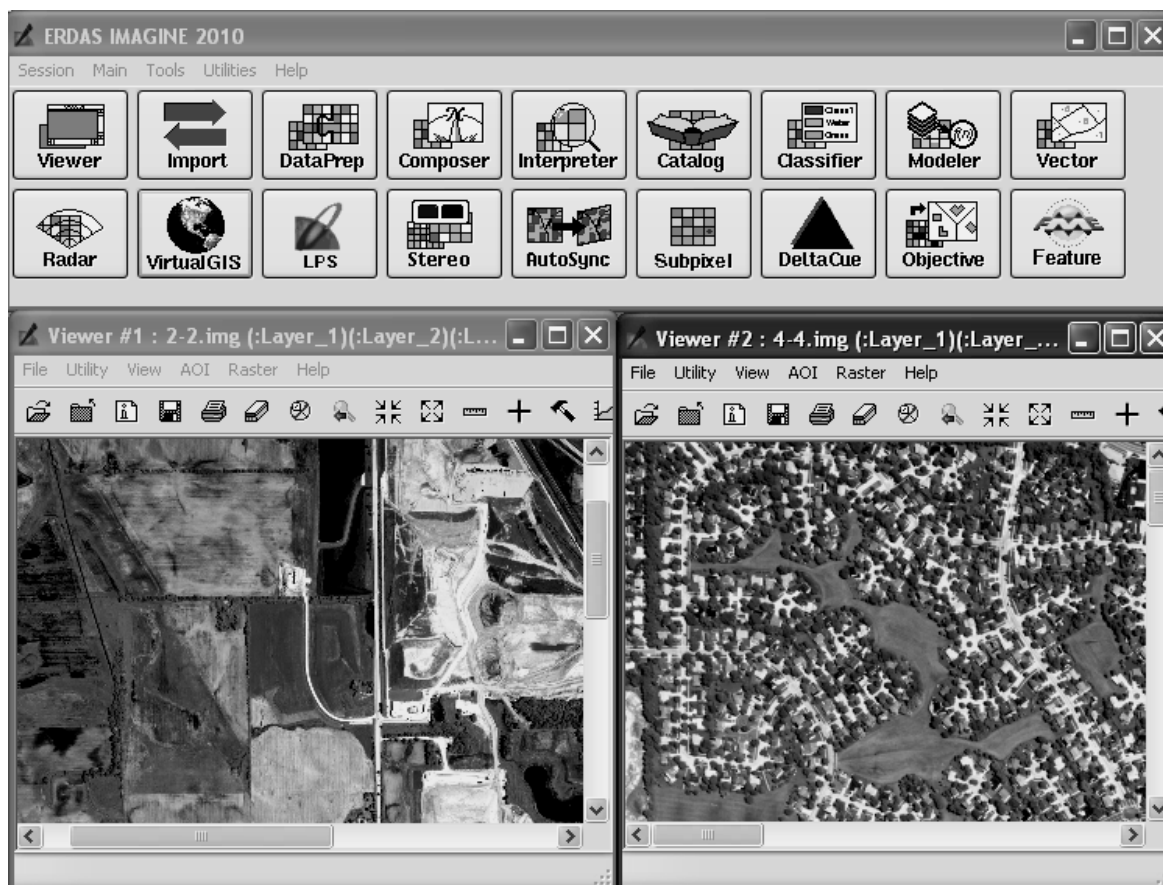 ERDAS IMAGINE 2010
Session Main Tools Utilities Help
Viewer Import DataPrep Composer Interpreter Catalog Classifier Modeler Vector
Radar VirtualGIS LPS Stereo AutoSync Subpixel DeltaCue Objective Feature
Viewer #1 : 2-2.img (:Layer_1)(:Layer_2)(:L...
File Utility View AOI Raster Help
Viewer #2 : 4-4.img (:Layer_1)(:Layer_...
File Utility View AOI Raster Help